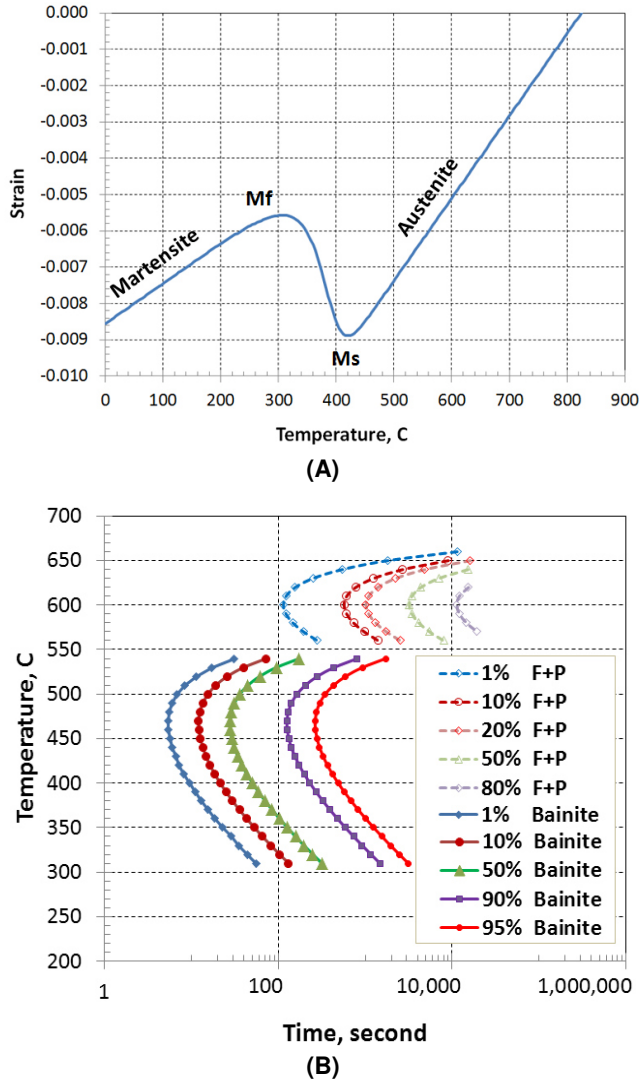 0.000
-0.001
-0.002
-0.003
-0.004
-0.005
-0.006
-0.007
-0.008
-0.009
-0.010
Strain
Mf
Martensite
Austenite
Ms
0 100 200 300 400 500 600 700 800 900
Temperature, C
(A)
700
650
600
550
500
450
400
350
300
250
200
Temperature, C
1% F+P
10% F+P
20% F+P
50% F+P
80% F+P
1% Bainite
10% Bainite
50% Bainite
90% Bainite
95% Bainite
1 100 10,000 1,000,000
Time, second
(B)